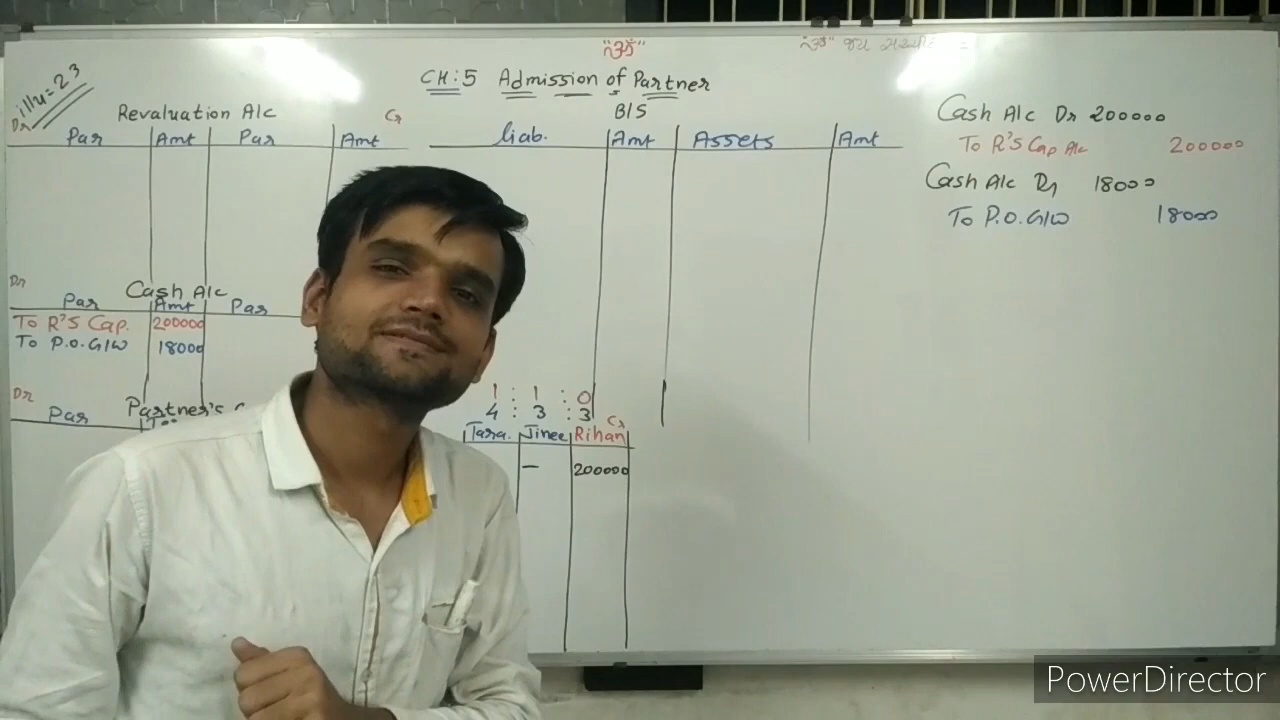 "ૐ"
"ૐ" જય
illu = 23
CH: 5 Admission of Partner
Dr Revaluation A/c Cr
Par Amt Par Amt
B/S
Liab. Amt Assets Amt
Cash A/c Dr 200000
To R's Cap A/c 200000
Cash A/c Dr 18000
To P.O.G/W 18000
Dr Cash A/c
Par Amt Par
To R's Cap. 200000
To P.O.G/W 18000
1 : 1 : 0
4 : 3 : 3
Dr Partner's Cr
Par Tara. Jinee Rihan
— 200000
PowerDirector